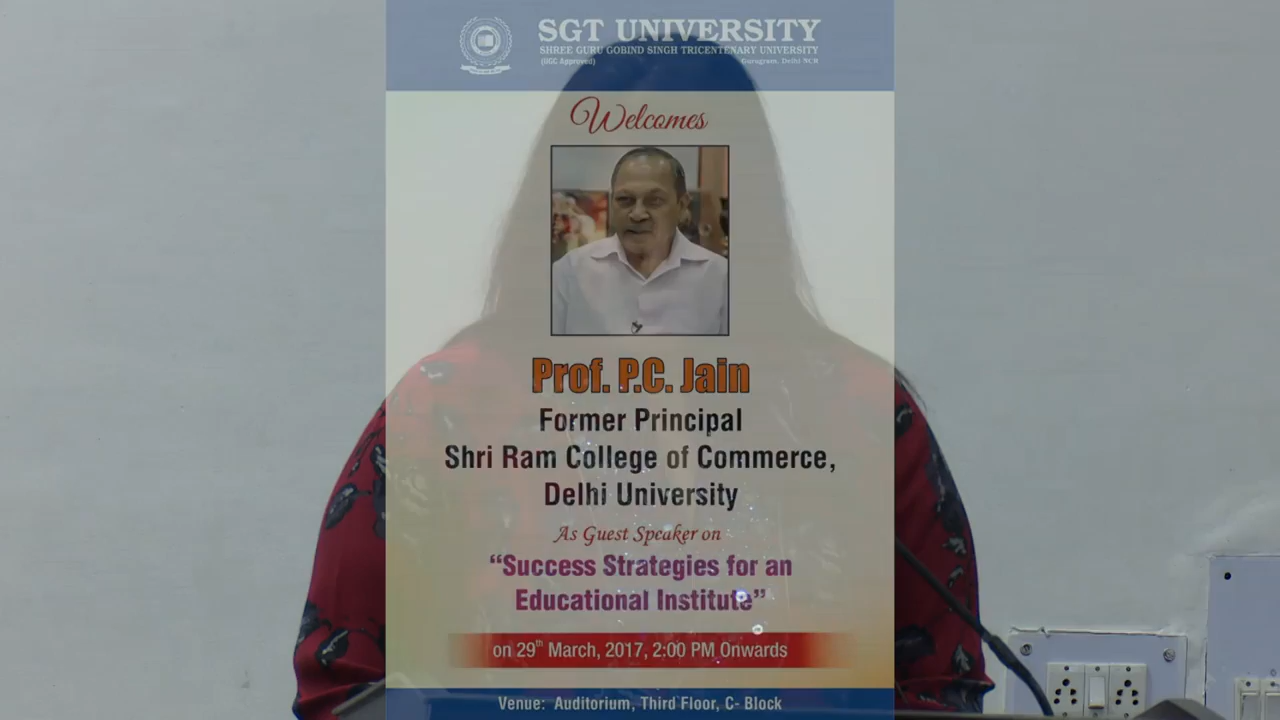 SGT UNIVERSITY
SHREE GURU GOBIND SINGH TRICENTENARY UNIVERSITY
(UGC Approved) Gurugram, Delhi NCR
Welcomes
Prof. P.C. Jain
Former Principal
Shri Ram College of Commerce,
Delhi University
As Guest Speaker on
“Success Strategies for an
Educational Institute”
on 29th March, 2017, 2:00 PM Onwards
Venue: Auditorium, Third Floor, C- Block